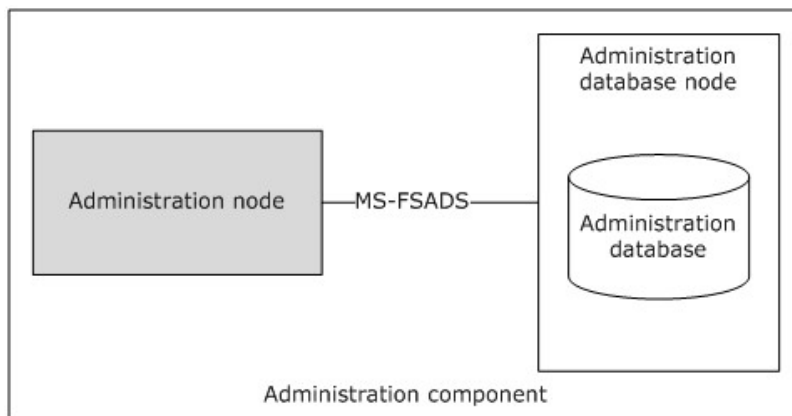 Administration
database node
Administration node
MS-FSADS
Administration
database
Administration component